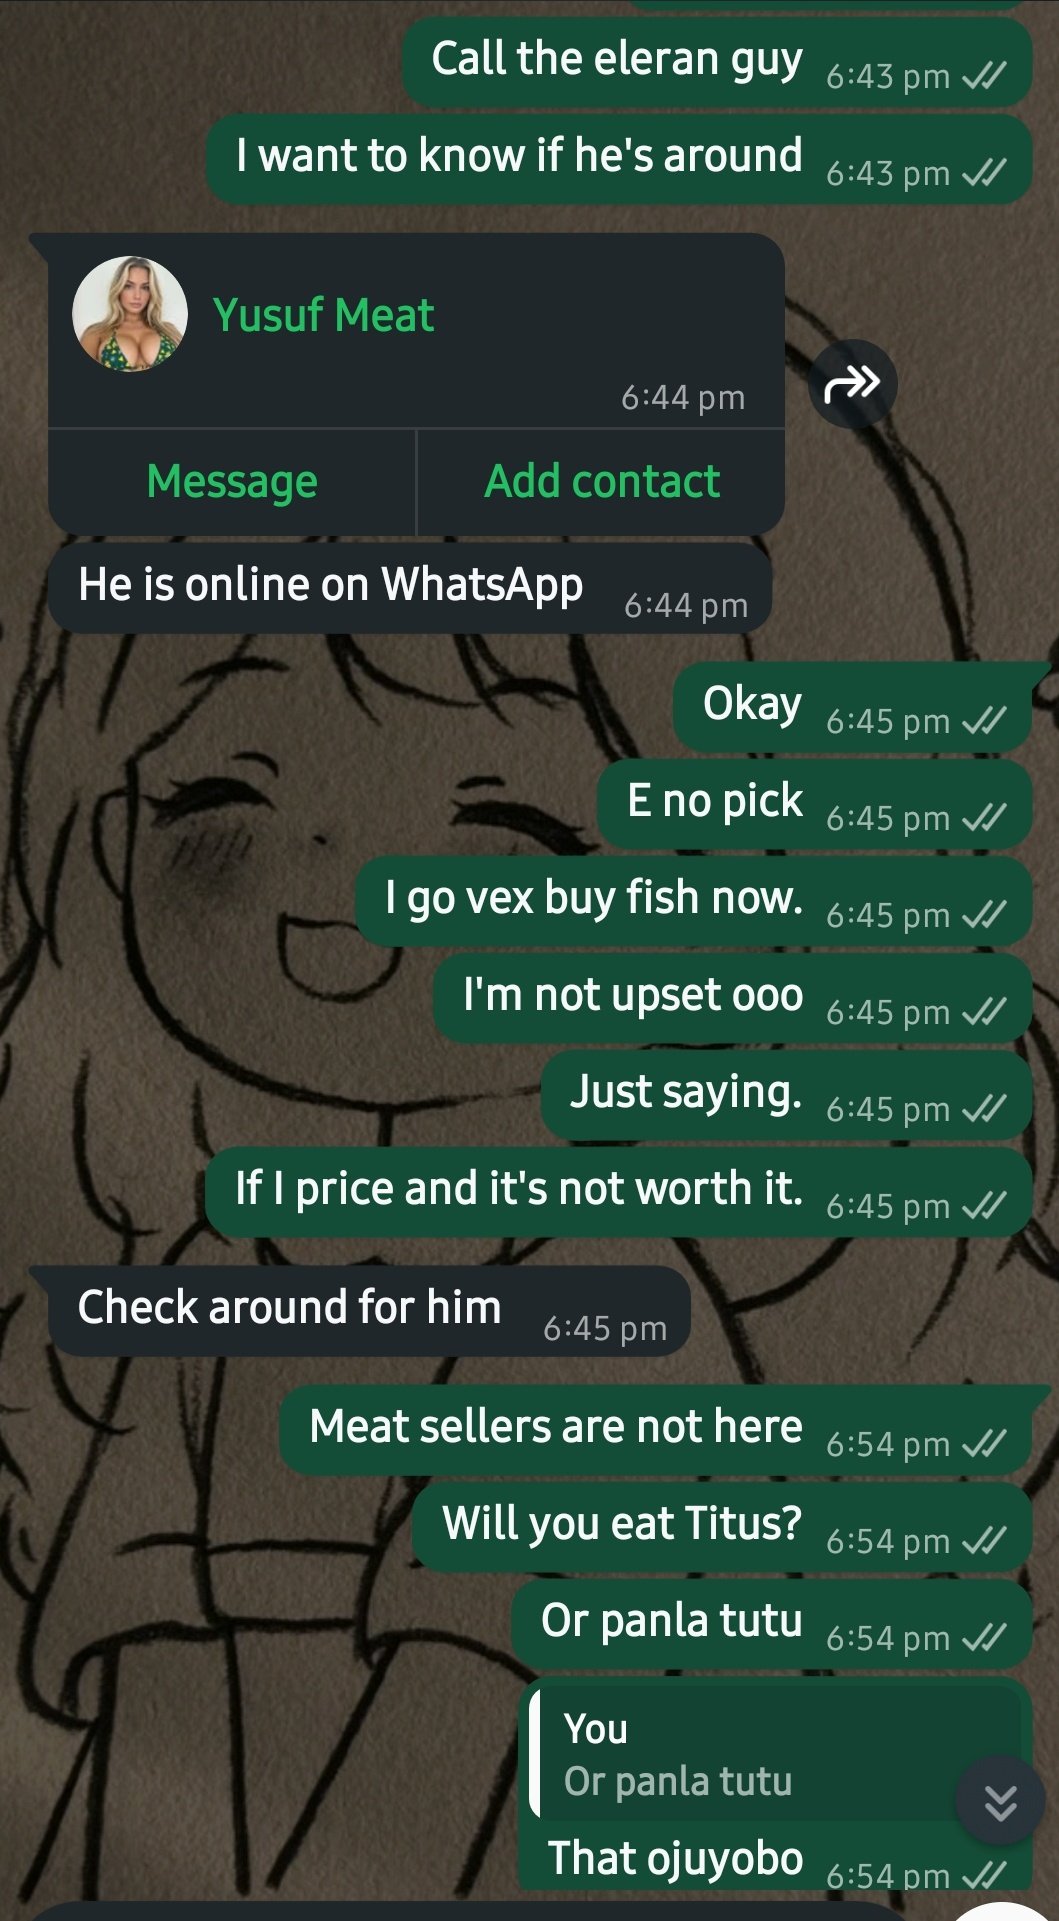 Call the eleran guy 6:43 pm
I want to know if he's around 6:43 pm
Yusuf Meat
6:44 pm
Message Add contact
He is online on WhatsApp 6:44 pm
Okay 6:45 pm
E no pick 6:45 pm
I go vex buy fish now. 6:45 pm
I'm not upset ooo 6:45 pm
Just saying. 6:45 pm
If I price and it's not worth it. 6:45 pm
Check around for him 6:45 pm
Meat sellers are not here 6:54 pm
Will you eat Titus? 6:54 pm
Or panla tutu 6:54 pm
You
Or panla tutu
That ojuyobo 6:54 pm